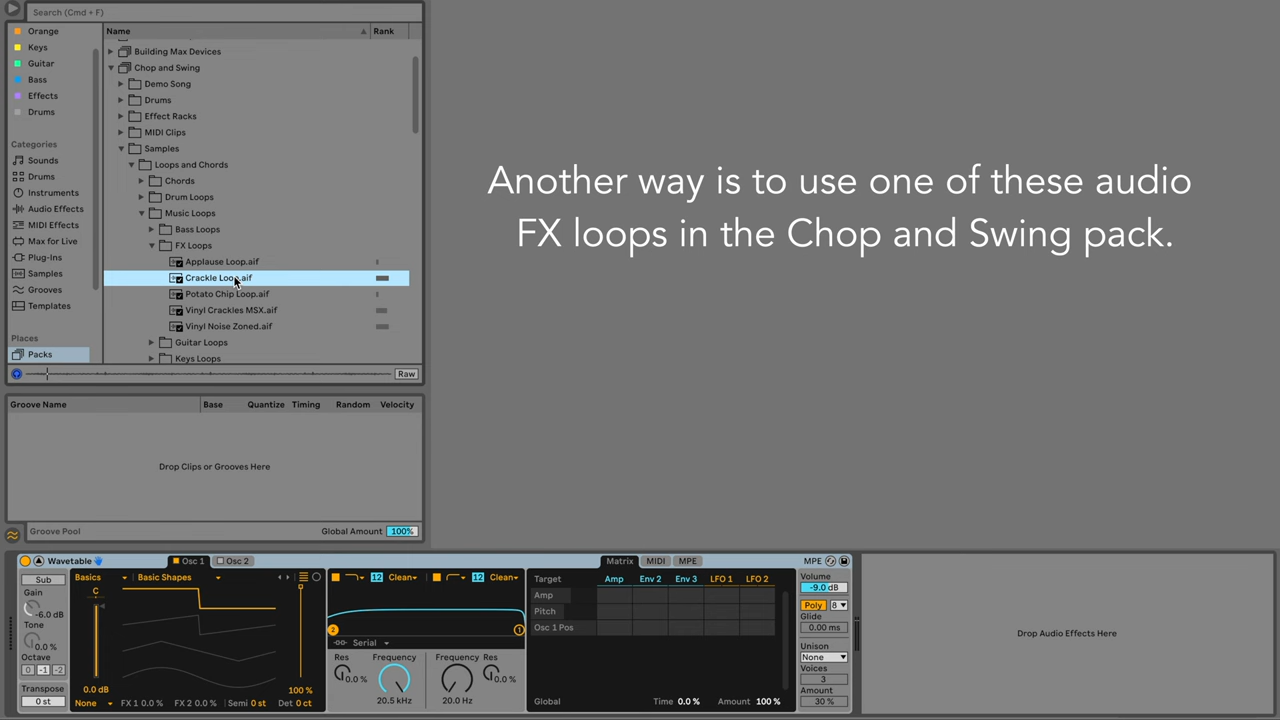 Search (Cmd + F)
Name Rank
Orange
Keys
Guitar
Bass
Effects
Drums
Categories
Sounds
Drums
Instruments
Audio Effects
MIDI Effects
Max for Live
Plug-Ins
Samples
Grooves
Templates
Places
Packs
Building Max Devices
Chop and Swing
Demo Song
Drums
Effect Racks
MIDI Clips
Samples
Loops and Chords
Chords
Drum Loops
Music Loops
Bass Loops
FX Loops
Applause Loop.aif
Crackle Loop.aif
Potato Chip Loop.aif
Vinyl Crackles MSX.aif
Vinyl Noise Zoned.aif
Guitar Loops
Keys Loops
Raw
Another way is to use one of these audio
FX loops in the Chop and Swing pack.
Groove Name Base Quantize Timing Random Velocity
Drop Clips or Grooves Here
Groove Pool Global Amount 100%
Wavetable Osc 1 Osc 2 Matrix MIDI MPE MPE
Sub
Gain
-6.0 dB
Tone
0.0 %
Octave
0 -1 -2
Transpose
0 st
Basics Basic Shapes
C
0.0 dB 100 %
None FX 1 0.0 % FX 2 0.0 % Semi 0 st Det 0 ct
12 Clean 12 Clean
2 1
Serial
Res Frequency Frequency Res
0.0 % 0.0 %
20.5 kHz 20.0 Hz
Target Amp Env 2 Env 3 LFO 1 LFO 2
Amp
Pitch
Osc 1 Pos
Global Time 0.0 % Amount 100 %
Volume
-9.0 dB
Poly 8
Glide
0.00 ms
Unison
None
Voices
3
Amount
30 %
Drop Audio Effects Here